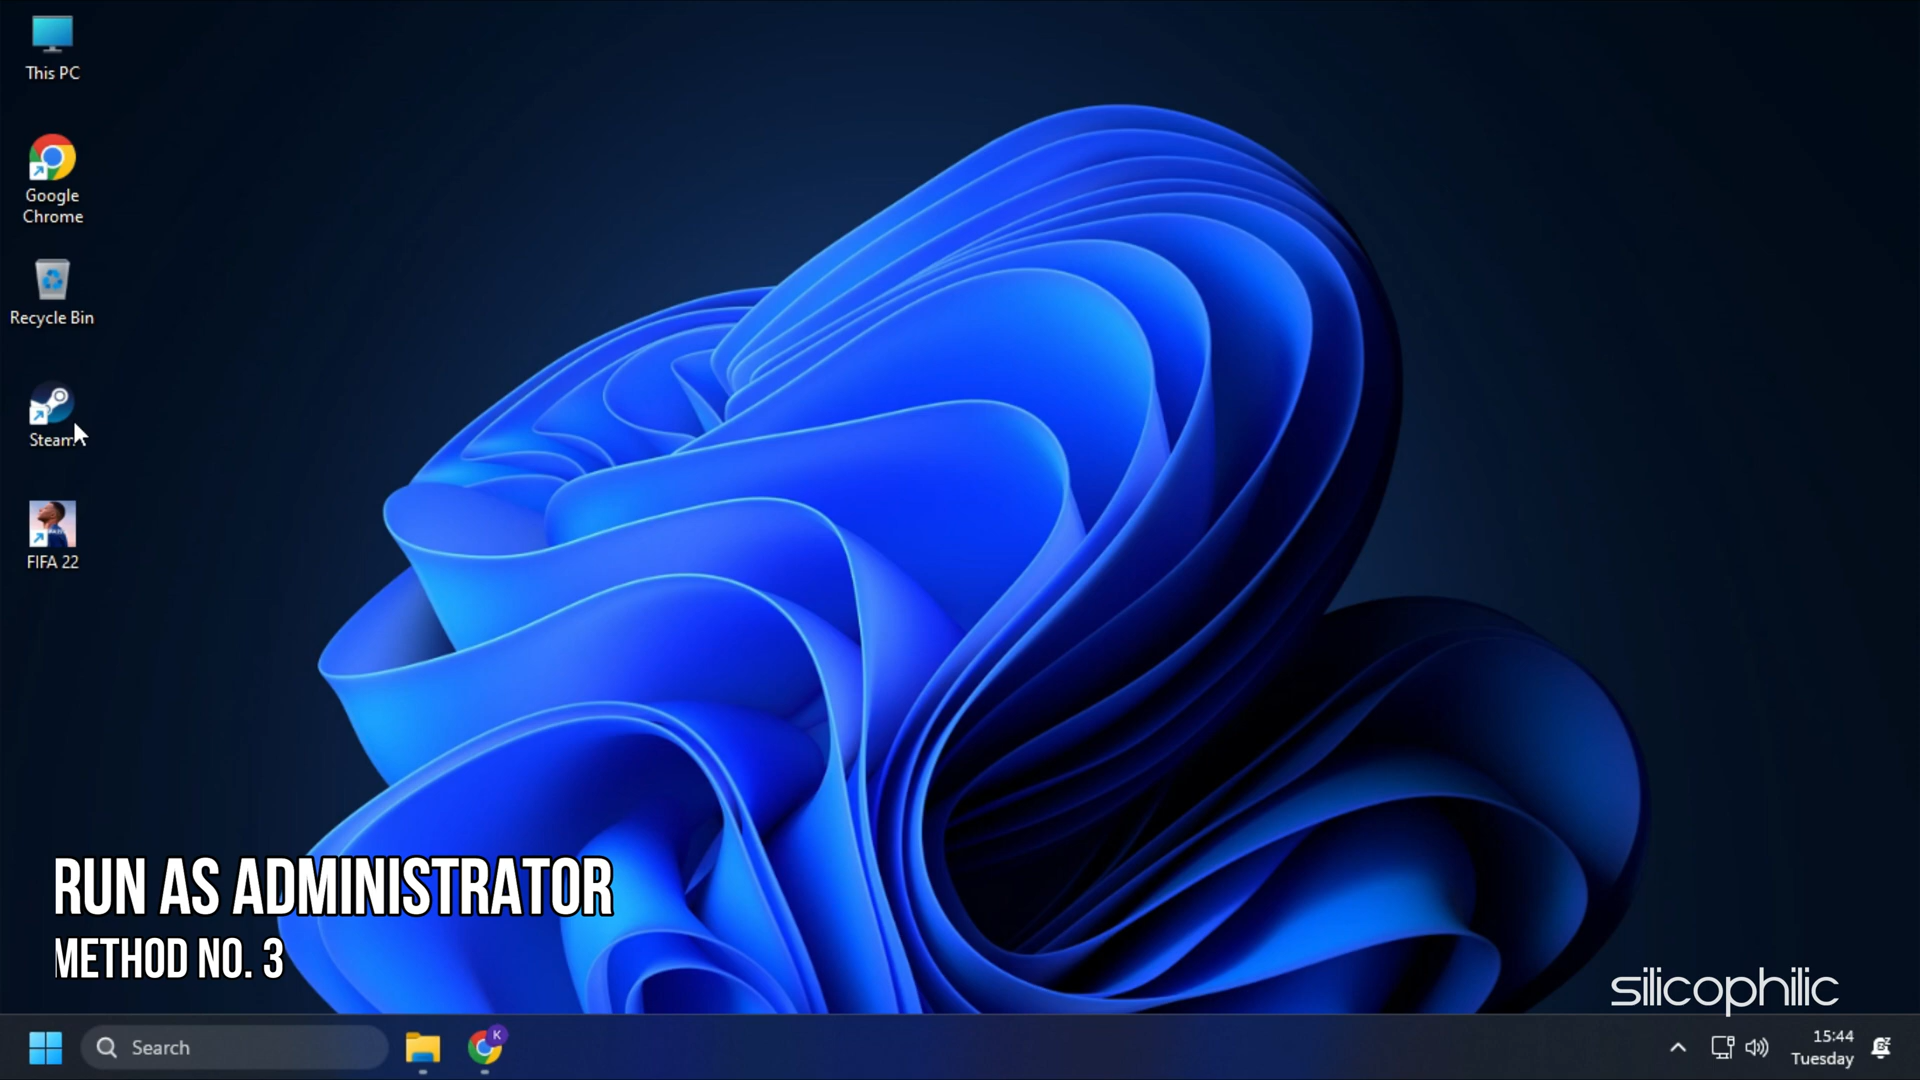 This PC
Google
Chrome
Recycle Bin
Steam
FIFA 22
RUN AS ADMINISTRATOR
METHOD NO. 3
silicophilic
Search
K
15:44
Tuesday